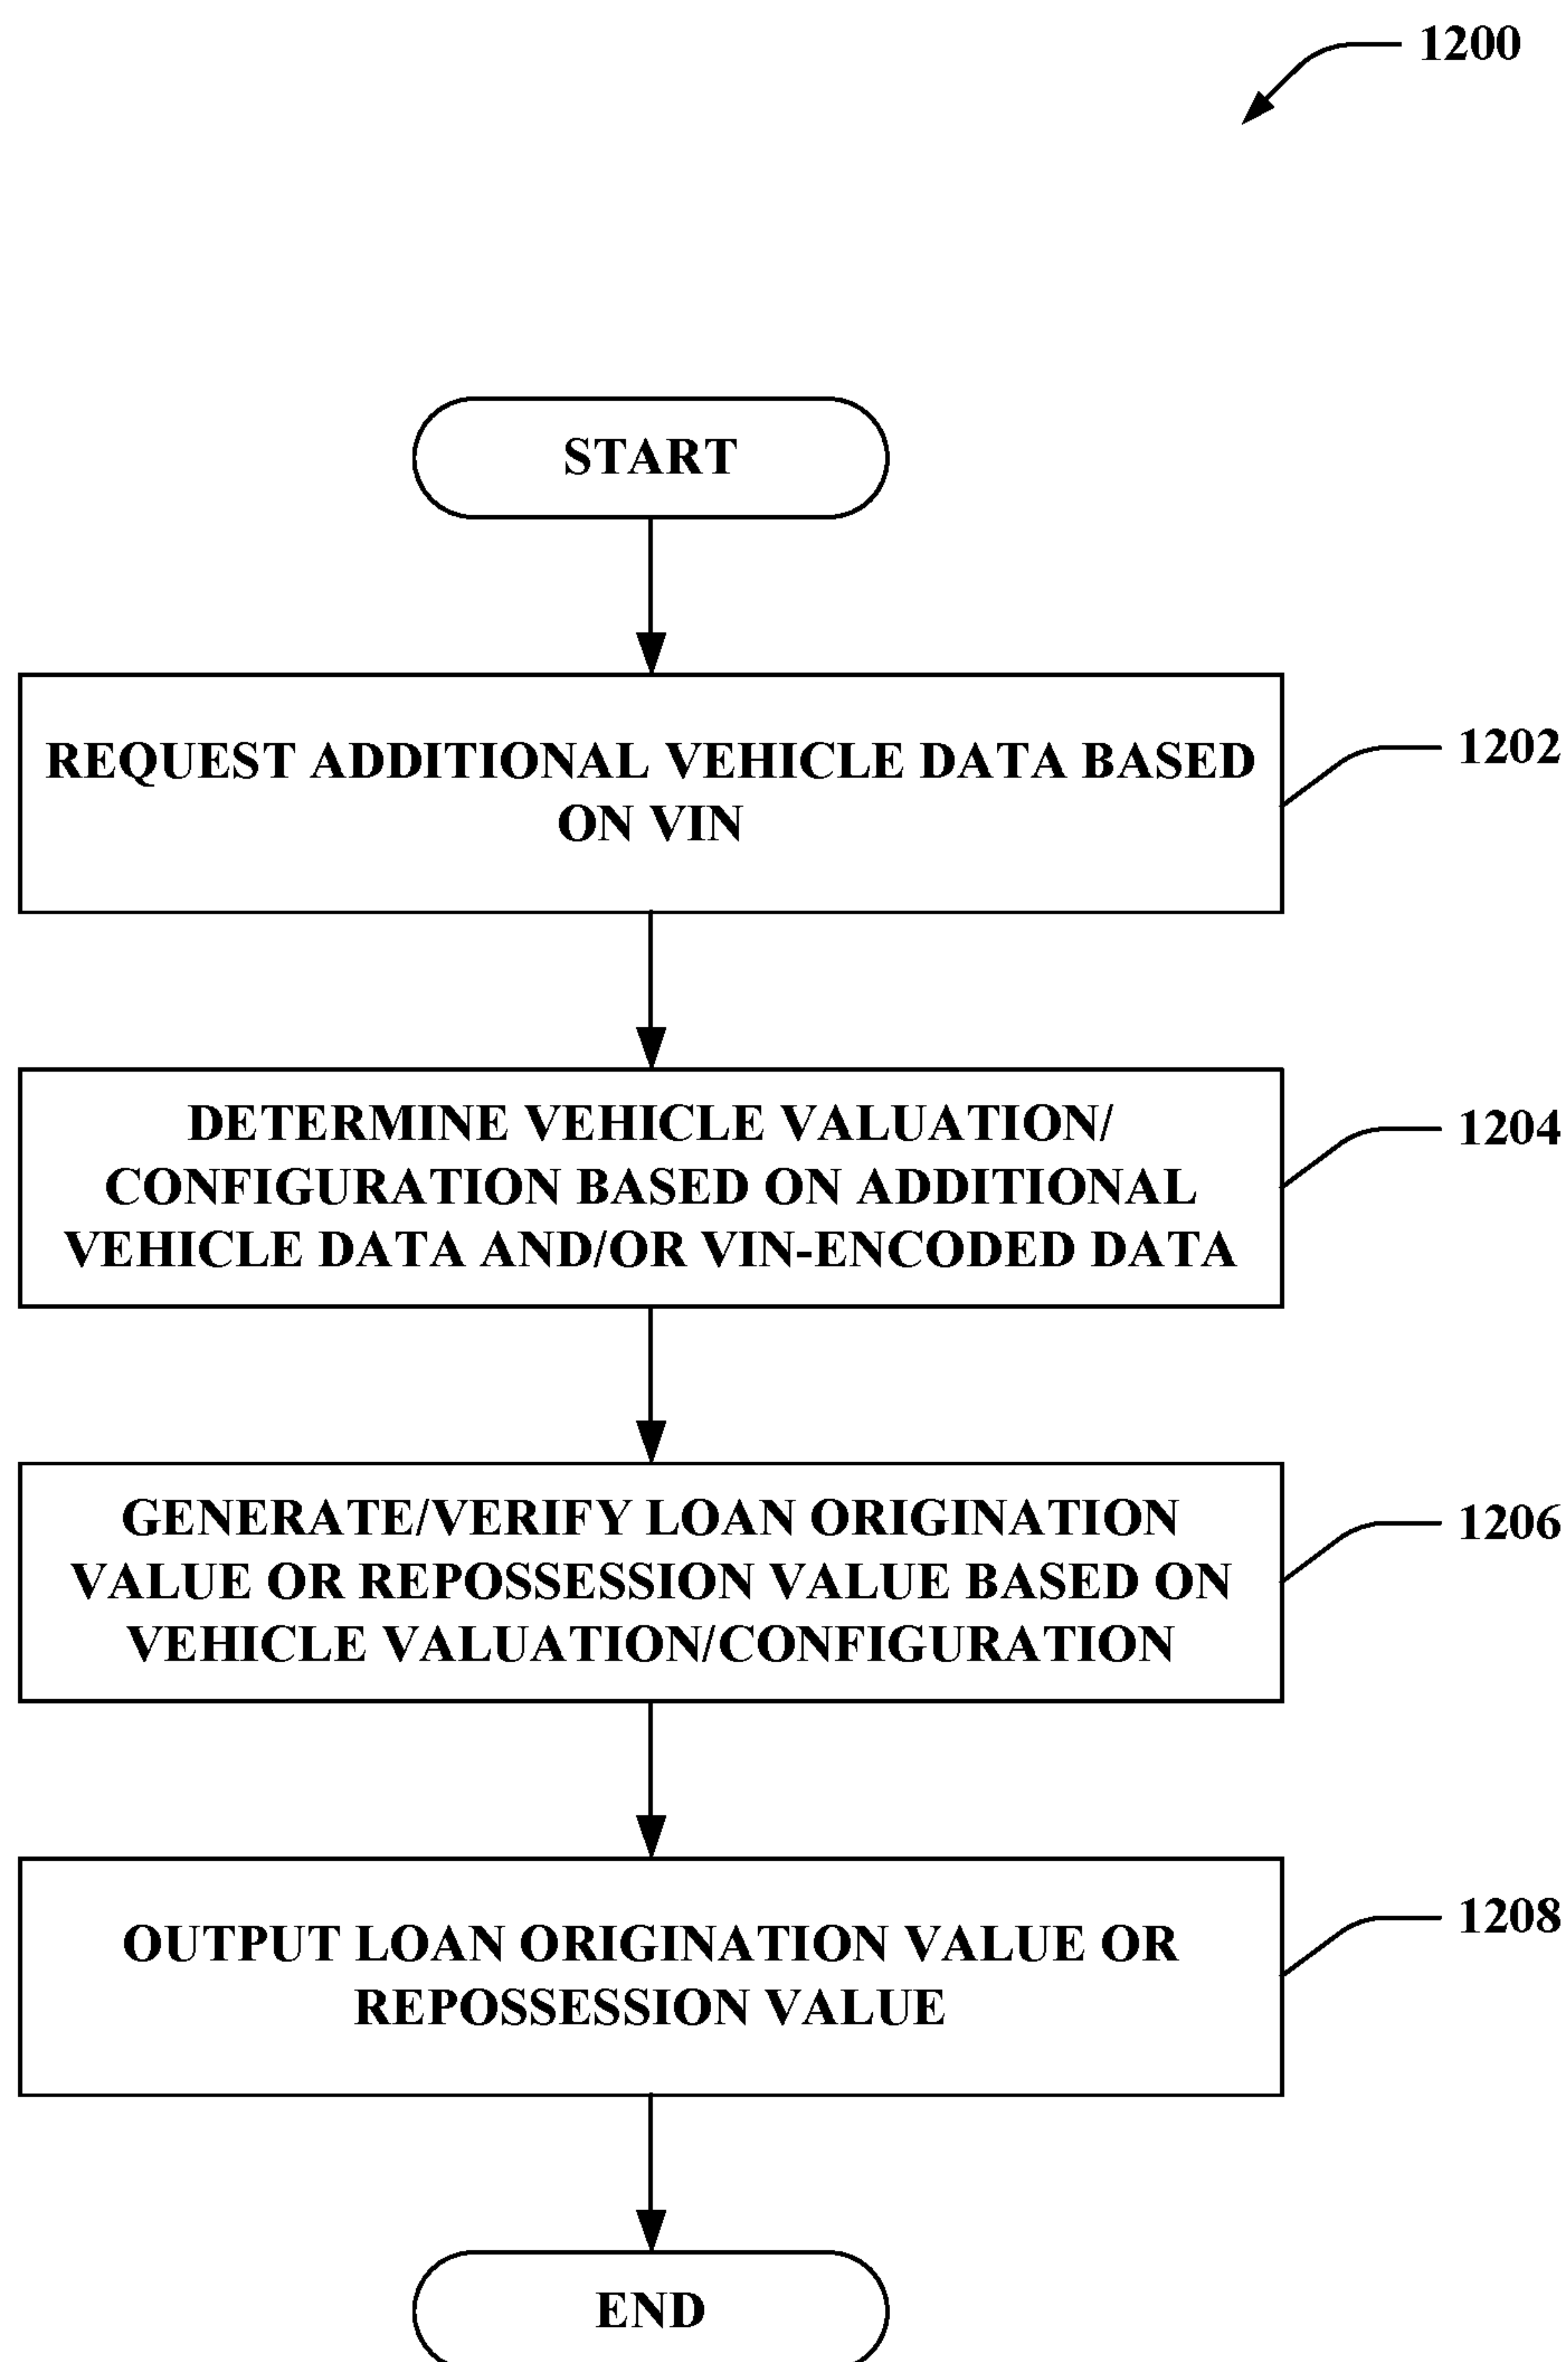 1200
START
REQUEST ADDITIONAL VEHICLE DATA BASED
ON VIN
1202
DETERMINE VEHICLE VALUATION/
CONFIGURATION BASED ON ADDITIONAL
VEHICLE DATA AND/OR VIN-ENCODED DATA
1204
GENERATE/VERIFY LOAN ORIGINATION
VALUE OR REPOSSESSION VALUE BASED ON
VEHICLE VALUATION/CONFIGURATION
1206
OUTPUT LOAN ORIGINATION VALUE OR
REPOSSESSION VALUE
1208
END